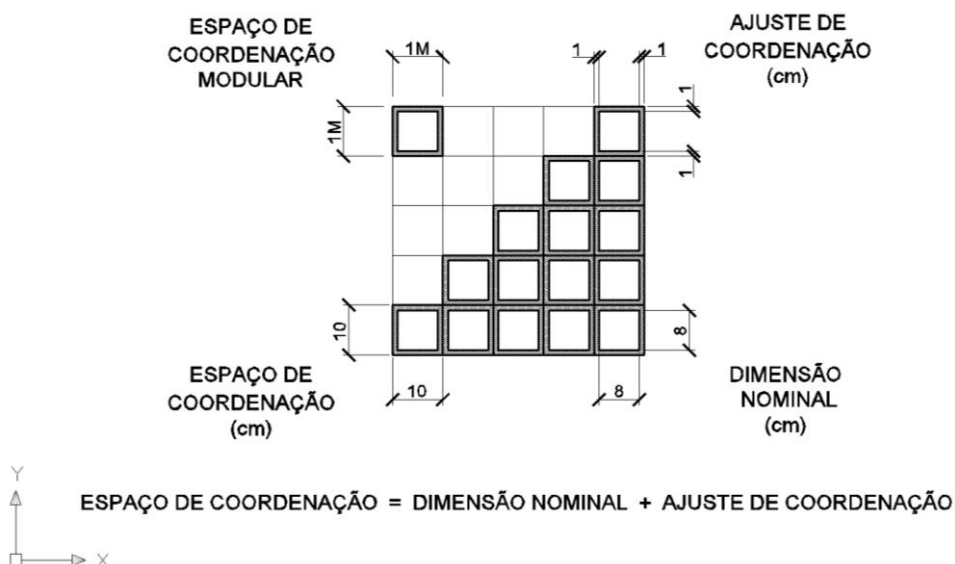 ESPAÇO DE
COORDENAÇÃO
MODULAR
1M
1
1
AJUSTE DE
COORDENAÇÃO
(cm)
1
1M
1
10
8
ESPAÇO DE
COORDENAÇÃO
(cm)
10
8
DIMENSÃO
NOMINAL
(cm)
Y
ESPAÇO DE COORDENAÇÃO = DIMENSÃO NOMINAL + AJUSTE DE COORDENAÇÃO
X